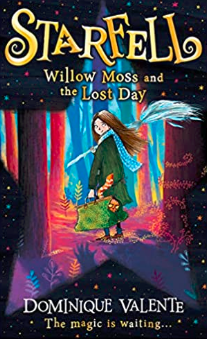 STARFELL
Willow Moss and
the Lost Day
DOMINIQUE VALENTE
The magic is waiting...